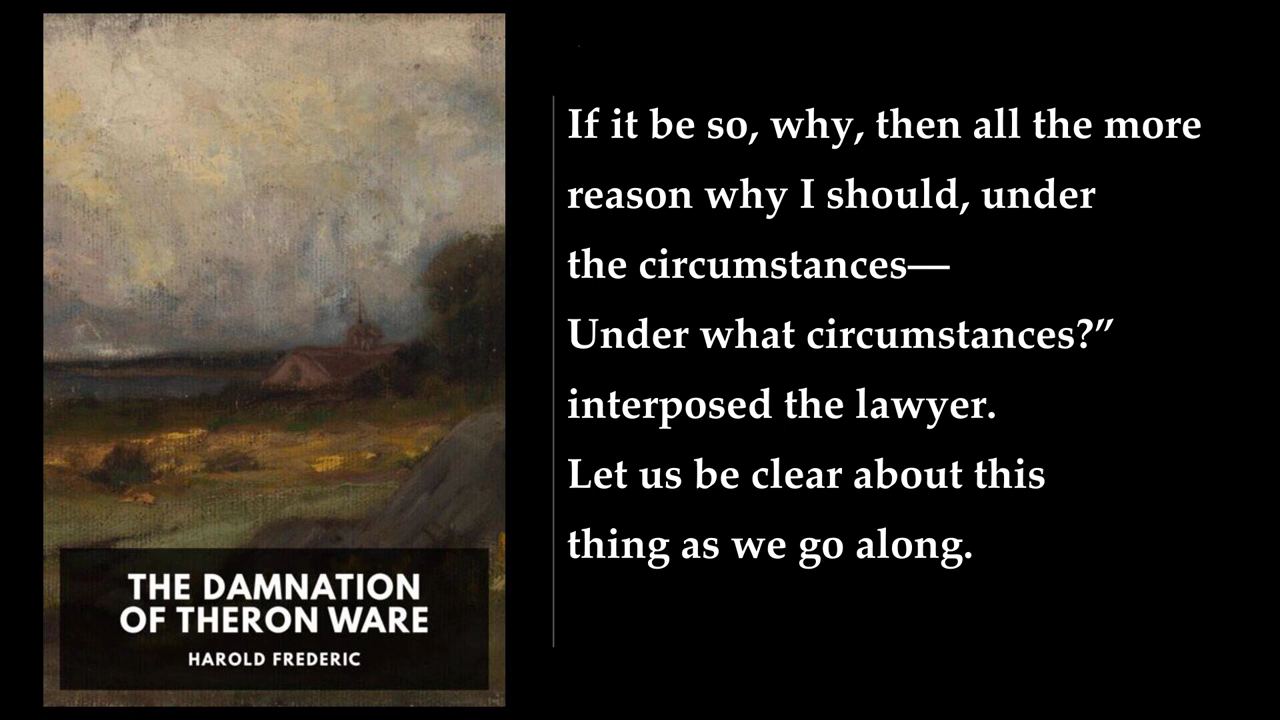 THE DAMNATION
OF THERON WARE
HAROLD FREDERIC
If it be so, why, then all the more
reason why I should, under
the circumstances—
Under what circumstances?”
interposed the lawyer.
Let us be clear about this
thing as we go along.